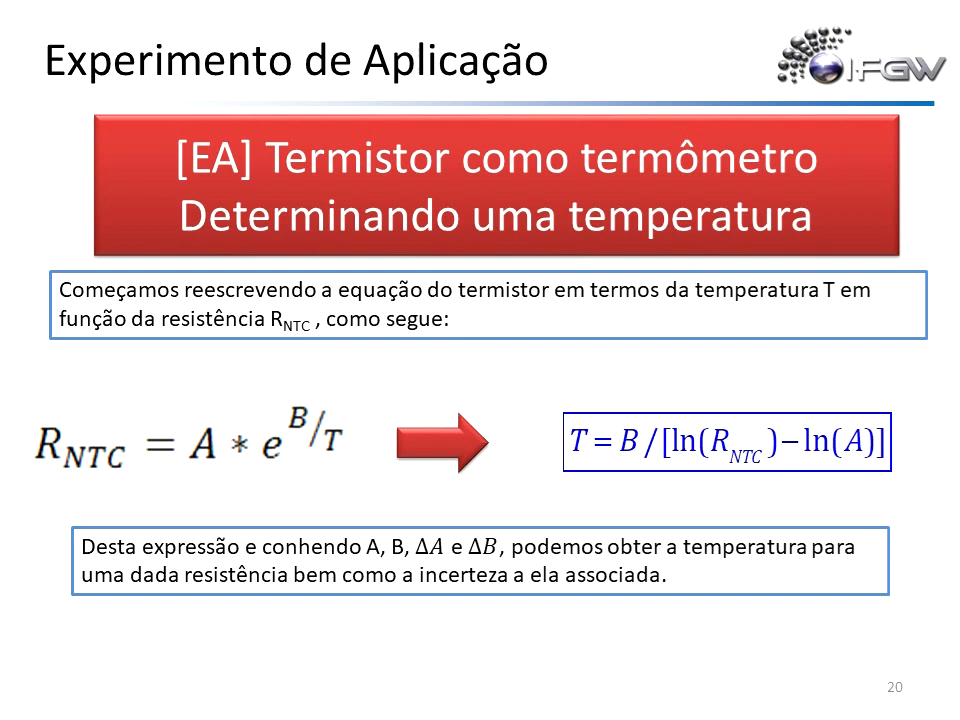 Experimento de Aplicação
IFGW
[EA] Termistor como termômetro
Determinando uma temperatura
Começamos reescrevendo a equação do termistor em termos da temperatura T em
função da resistência R_NTC , como segue:
R_NTC = A * e^(B/T)
T = B / [ln(R_NTC) − ln(A)]
Desta expressão e conhendo A, B, ΔA e ΔB, podemos obter a temperatura para
uma dada resistência bem como a incerteza a ela associada.
20